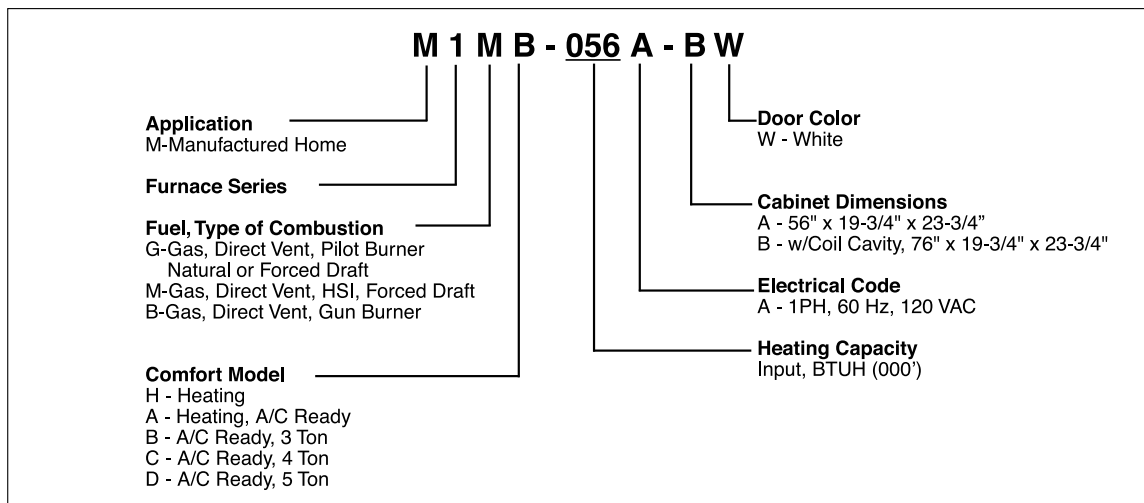 M 1 M B - 056 A - B W
Application
M-Manufactured Home
Furnace Series
Fuel, Type of Combustion
G-Gas, Direct Vent, Pilot Burner
Natural or Forced Draft
M-Gas, Direct Vent, HSI, Forced Draft
B-Gas, Direct Vent, Gun Burner
Comfort Model
H - Heating
A - Heating, A/C Ready
B - A/C Ready, 3 Ton
C - A/C Ready, 4 Ton
D - A/C Ready, 5 Ton
Door Color
W - White
Cabinet Dimensions
A - 56" x 19-3/4" x 23-3/4”
B - w/Coil Cavity, 76" x 19-3/4" x 23-3/4"
Electrical Code
A - 1PH, 60 Hz, 120 VAC
Heating Capacity
Input, BTUH (000’)